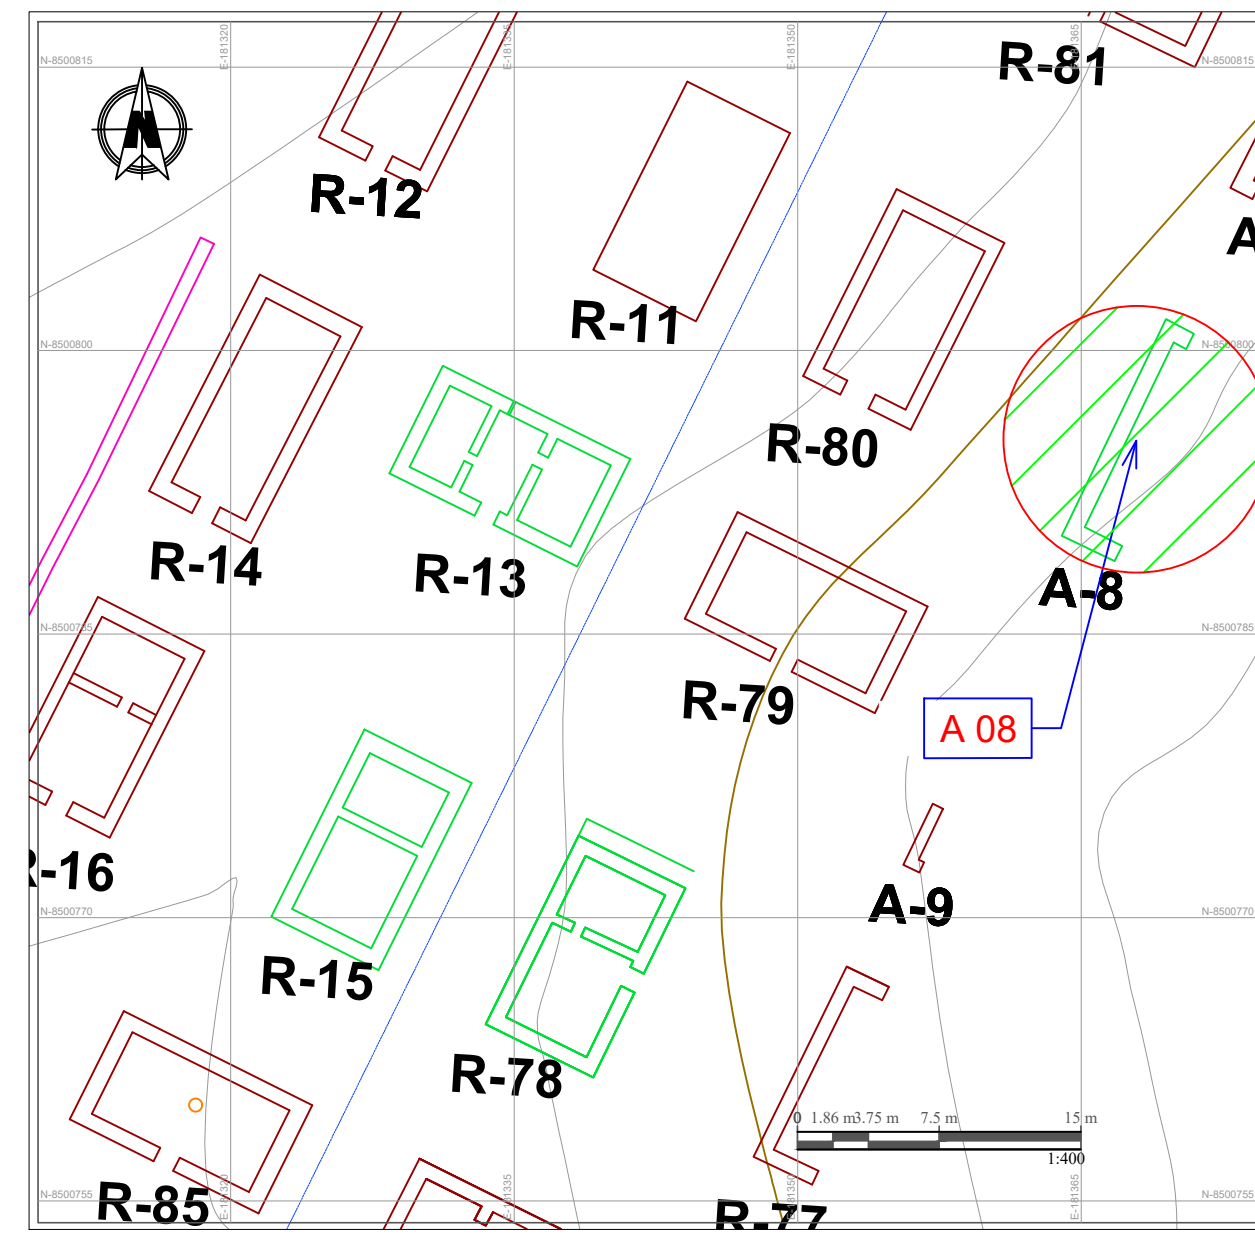 E-181320
E-181335
E-181350
E-181365
R-81
N-8500815
N-8500815
N
R-12
A
R-11
N-8500800
N-8500800
R-80
R-14
R-13
A-8
N-8500785
N-8500785
R-79
A 08
R-16
A-9
N-8500770
N-8500770
R-15
R-78
0 1.86 m 3.75 m 7.5 m 15 m
1:400
N-8500755
N-8500755
R-85
E-181320
E-181335
E-181350
E-181365
R-77